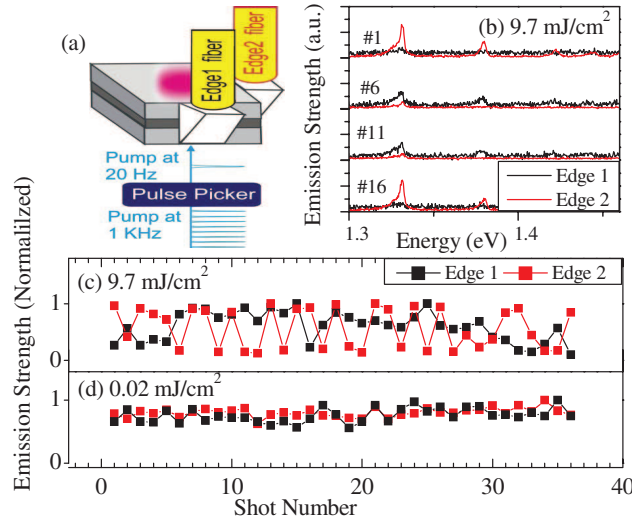 (a)
Edge1 fiber
Edge2 fiber
Pump at
20 Hz
Pulse Picker
Pump at
1 KHz
(b) 9.7 mJ/cm²
#1
#6
#11
#16
Edge 1
Edge 2
Emission Strength (a.u.)
1.3
1.4
Energy (eV)
Emission Strength (Normalilzed)
(c) 9.7 mJ/cm²
Edge 1
Edge 2
1
0
(d) 0.02 mJ/cm²
1
0
0
10
20
30
40
Shot Number